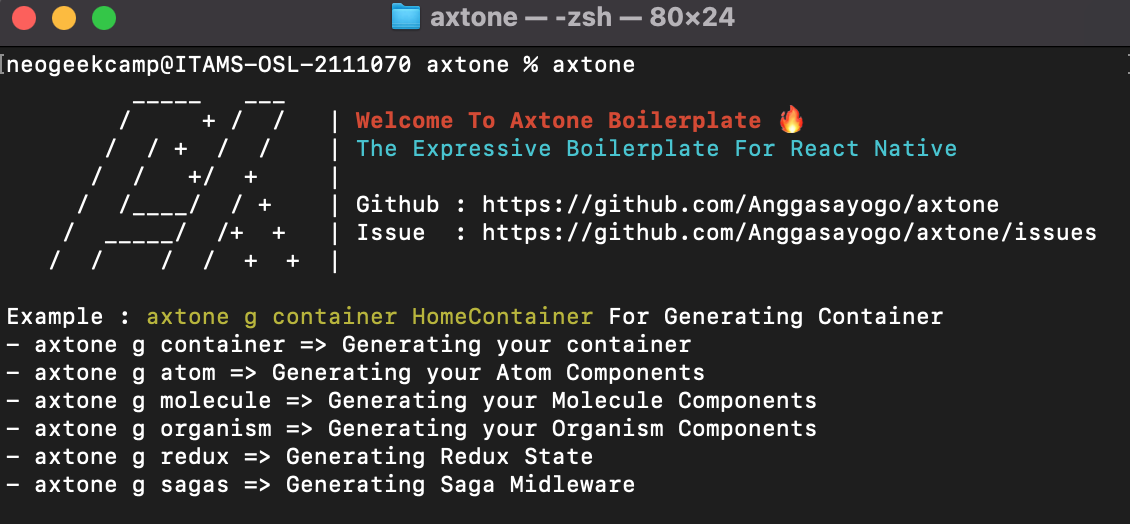 axtone — -zsh — 80×24
[neogeekcamp@ITAMS-OSL-2111070 axtone % axtone
Welcome To Axtone Boilerplate 🔥
The Expressive Boilerplate For React Native
Github : https://github.com/Anggasayogo/axtone
Issue  : https://github.com/Anggasayogo/axtone/issues
Example : axtone g container HomeContainer For Generating Container
- axtone g container => Generating your container
- axtone g atom => Generating your Atom Components
- axtone g molecule => Generating your Molecule Components
- axtone g organism => Generating your Organism Components
- axtone g redux => Generating Redux State
- axtone g sagas => Generating Saga Midleware